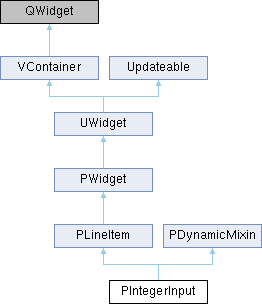 QWidget
VContainer
Updateable
UWidget
PWidget
PLineItem
PDynamicMixin
PIntegerInput